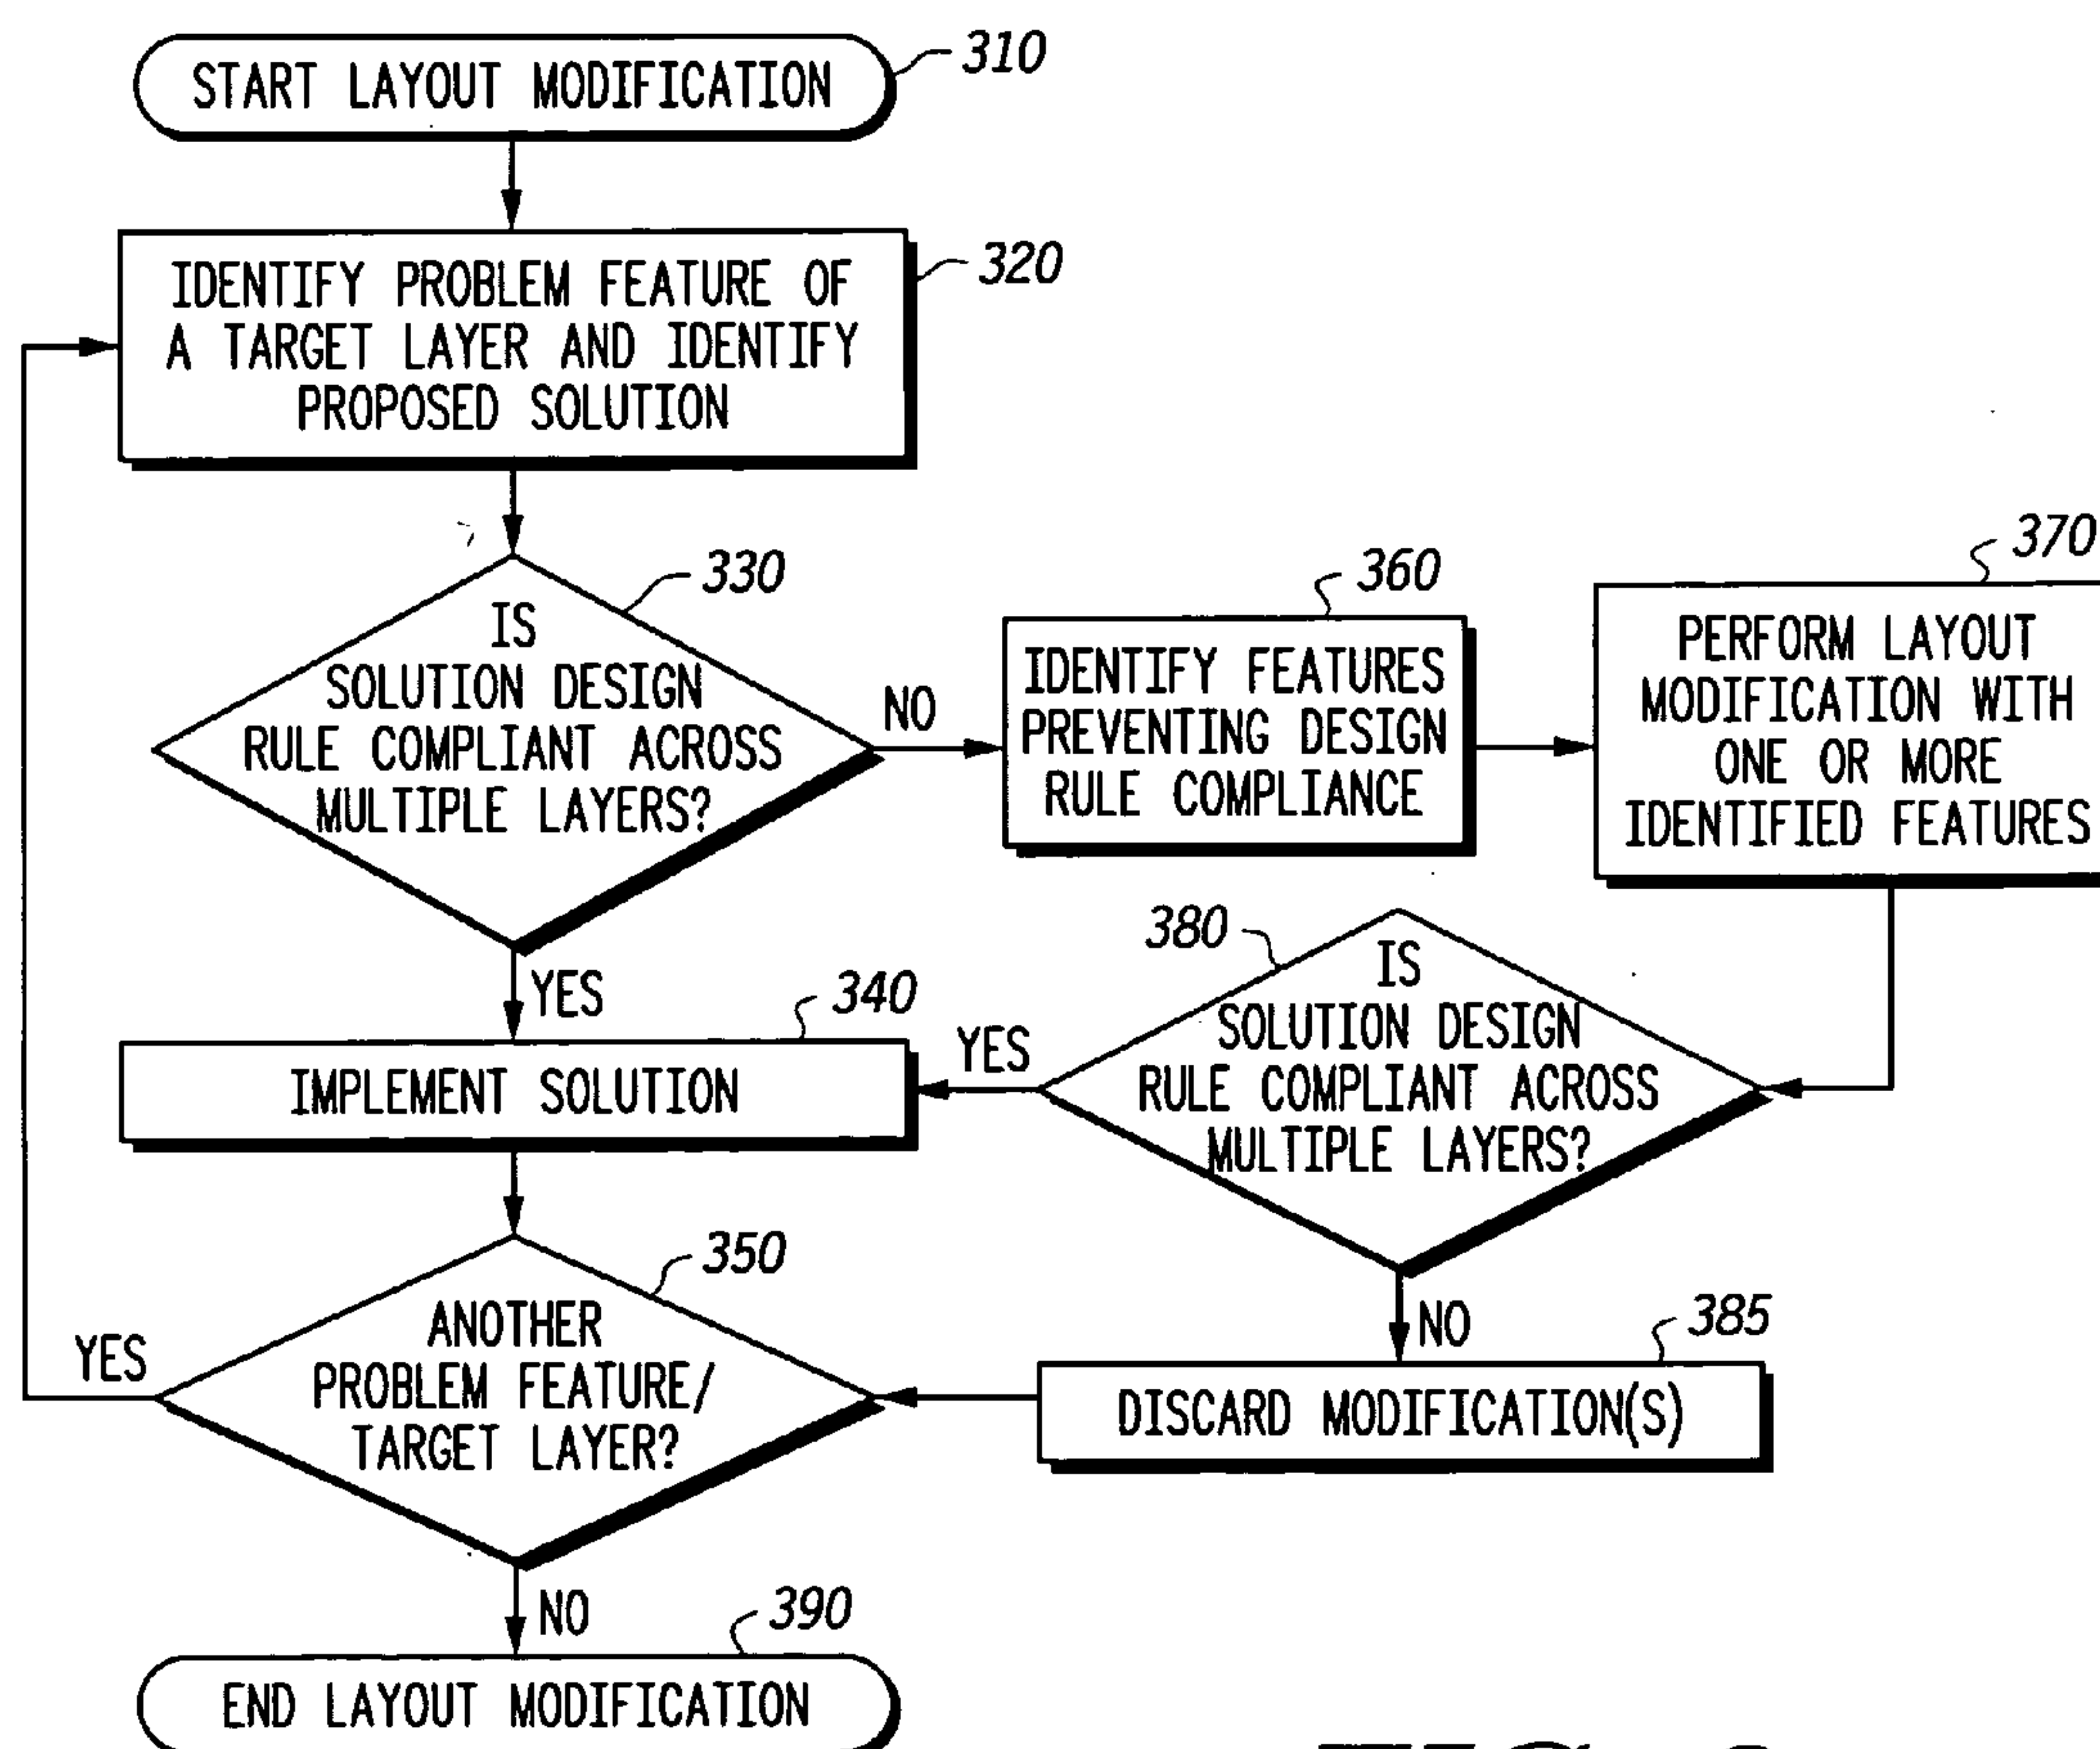 START LAYOUT MODIFICATION
310
IDENTIFY PROBLEM FEATURE OF
A TARGET LAYER AND IDENTIFY
PROPOSED SOLUTION
320
IS
SOLUTION DESIGN
RULE COMPLIANT ACROSS
MULTIPLE LAYERS?
330
NO
YES
IDENTIFY FEATURES
PREVENTING DESIGN
RULE COMPLIANCE
360
PERFORM LAYOUT
MODIFICATION WITH
ONE OR MORE
IDENTIFIED FEATURES
370
380
IS
SOLUTION DESIGN
RULE COMPLIANT ACROSS
MULTIPLE LAYERS?
YES
NO
IMPLEMENT SOLUTION
340
ANOTHER
PROBLEM FEATURE/
TARGET LAYER?
350
YES
NO
DISCARD MODIFICATION(S)
385
END LAYOUT MODIFICATION
390